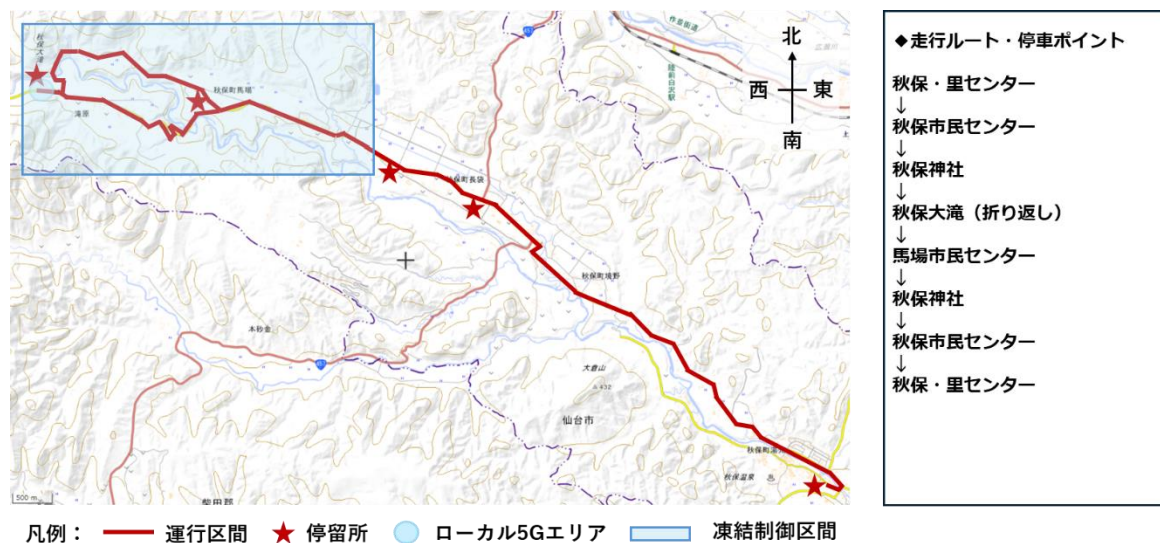 作並街道
広瀬川
陸前白沢駅
北
西
東
南
秋保大滝
秋保町馬場
滝原
秋保町長袋
秋保町境野
本砂金
大倉山
432
仙台市
秋保温泉
柴田郡
500 m
凡例：
運行区間
停留所
ローカル5Gエリア
凍結制御区間
◆走行ルート・停車ポイント
秋保・里センター
↓
秋保市民センター
↓
秋保神社
↓
秋保大滝（折り返し）
↓
馬場市民センター
↓
秋保神社
↓
秋保市民センター
↓
秋保・里センター